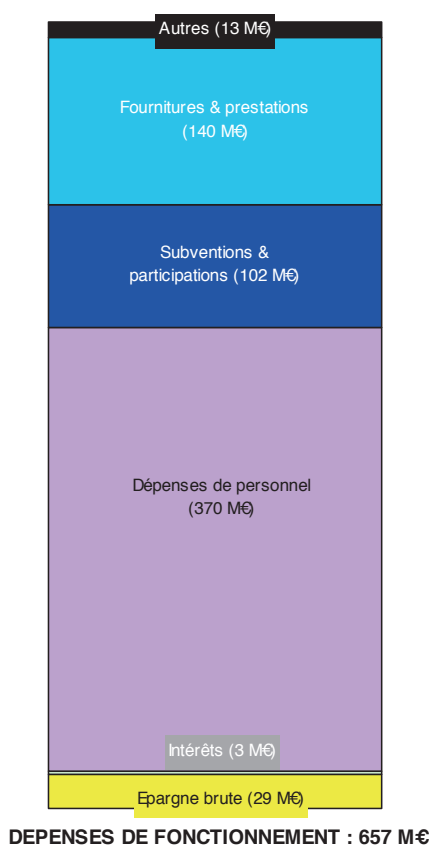 Autres (13 M€)
Fournitures & prestations
(140 M€)
Subventions &
participations (102 M€)
Dépenses de personnel
(370 M€)
Intérêts (3 M€)
Epargne brute (29 M€)
DEPENSES DE FONCTIONNEMENT : 657 M€